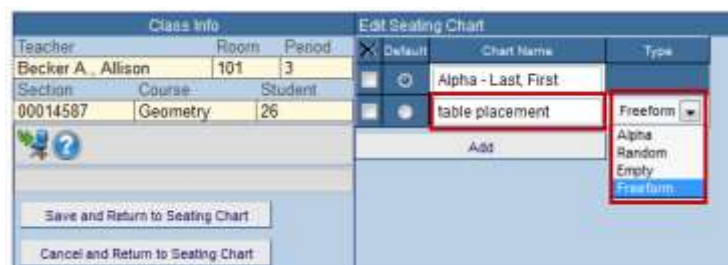 Class Info
Teacher Room Period
Becker A , Allison 101 3
Section Course Student
00014587 Geometry 26
Save and Return to Seating Chart
Cancel and Return to Seating Chart
Edit Seating Chart
X Default Chart Name Type
Alpha - Last, First
table placement Freeform
Alpha
Random
Empty
Freeform
Add